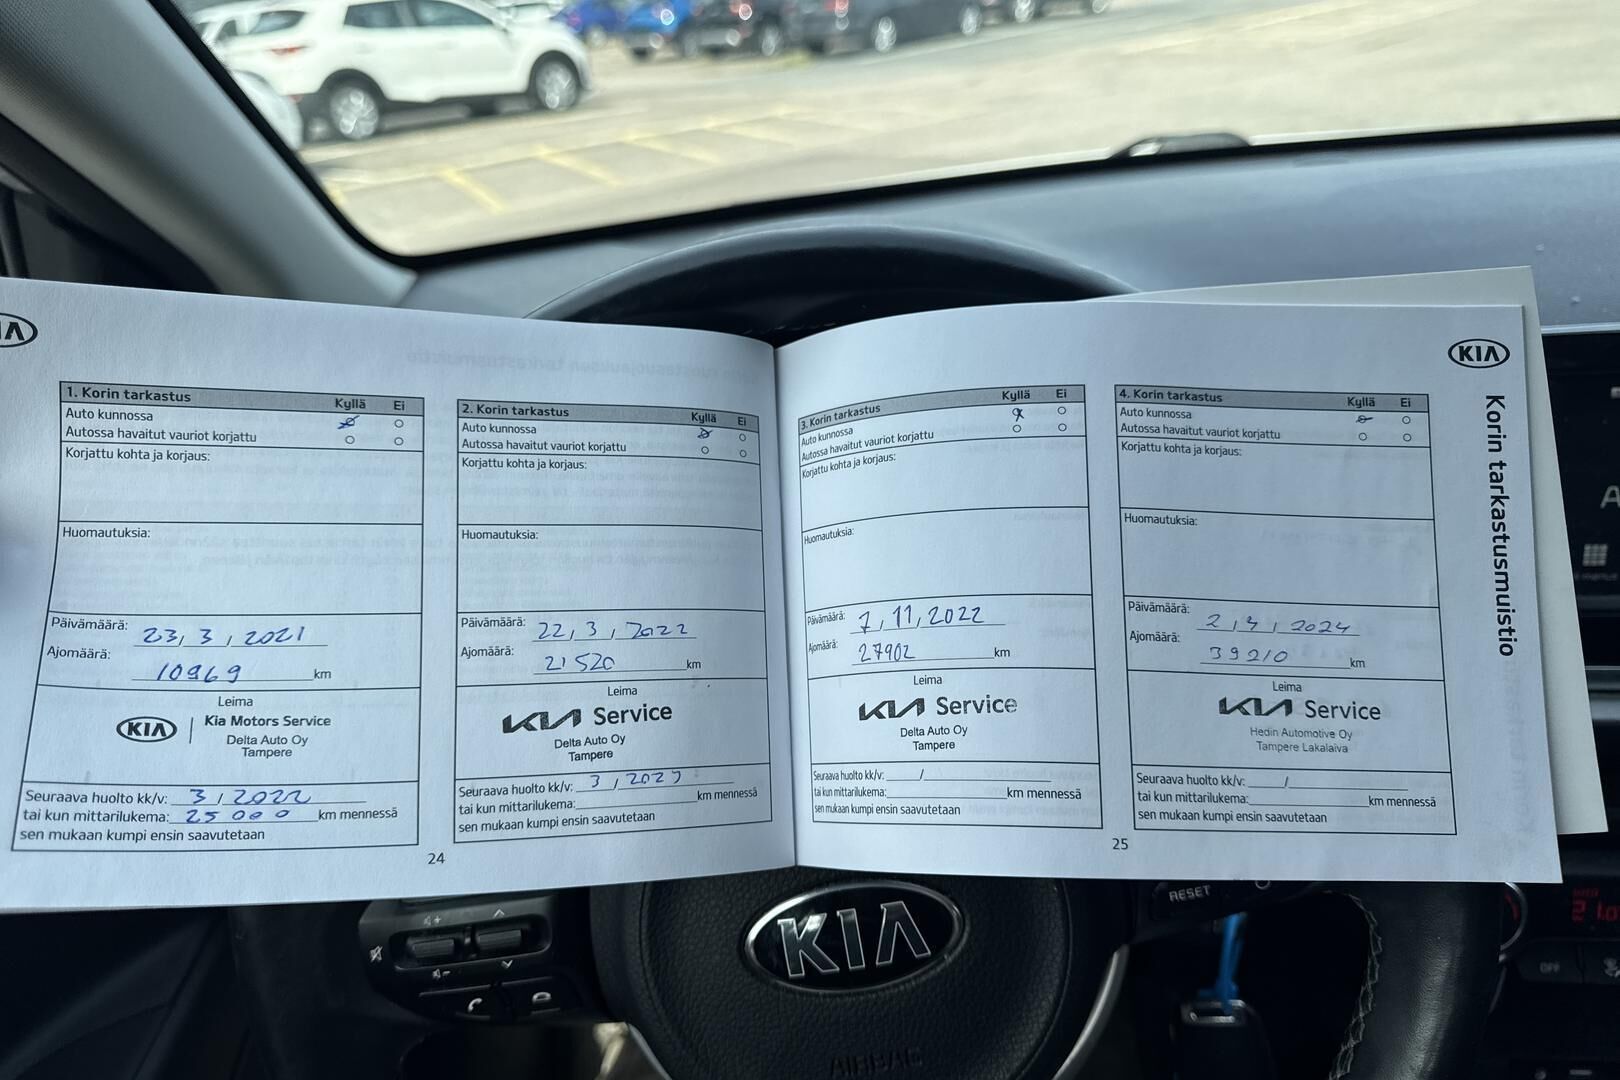 KIA
1. Korin tarkastus Kyllä Ei
Auto kunnossa
Autossa havaitut vauriot korjattu
Korjattu kohta ja korjaus:
Huomautuksia:
Päivämäärä: 23, 3, 2021
Ajomäärä: 10969 km
Leima
KIA Kia Motors Service
Delta Auto Oy
Tampere
Seuraava huolto kk/v: 3 / 2022
tai kun mittarilukema: 25 000 km mennessä
sen mukaan kumpi ensin saavutetaan
2. Korin tarkastus Kyllä Ei
Auto kunnossa
Autossa havaitut vauriot korjattu
Korjattu kohta ja korjaus:
Huomautuksia:
Päivämäärä: 22, 3, 2022
Ajomäärä: 21520 km
Leima
KIA Service
Delta Auto Oy
Tampere
Seuraava huolto kk/v: 3 / 2023
tai kun mittarilukema: km mennessä
sen mukaan kumpi ensin saavutetaan
24
3. Korin tarkastus Kyllä Ei
Auto kunnossa
Autossa havaitut vauriot korjattu
Korjattu kohta ja korjaus:
Huomautuksia:
Päivämäärä: 7, 11, 2022
Ajomäärä: 27902 km
Leima
KIA Service
Delta Auto Oy
Tampere
Seuraava huolto kk/v: /
tai kun mittarilukema: km mennessä
sen mukaan kumpi ensin saavutetaan
4. Korin tarkastus Kyllä Ei
Auto kunnossa
Autossa havaitut vauriot korjattu
Korjattu kohta ja korjaus:
Huomautuksia:
Päivämäärä: 2, 4, 2024
Ajomäärä: 39210 km
Leima
KIA Service
Hedin Automotive Oy
Tampere Lakalaiva
Seuraava huolto kk/v: /
tai kun mittarilukema: km mennessä
sen mukaan kumpi ensin saavutetaan
25
KIA
Korin tarkastusmuistio
RESET
KIA
OFF
AIRBAG